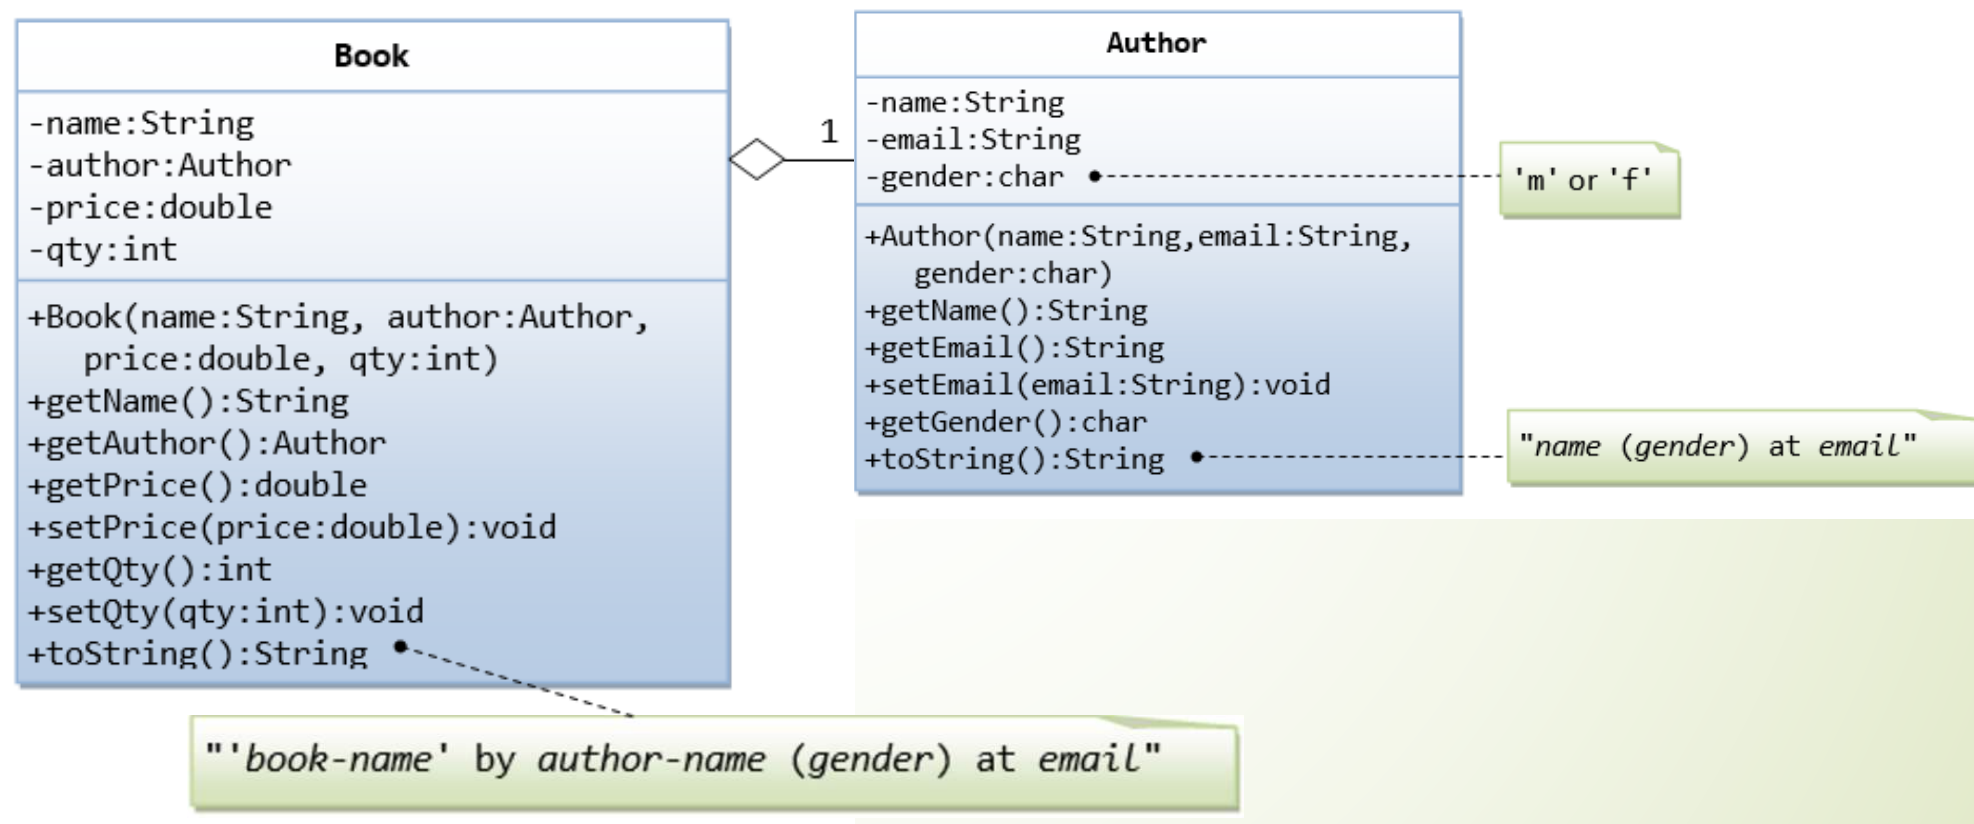 Book
-name:String
-author:Author
-price:double
-qty:int
+Book(name:String, author:Author,
price:double, qty:int)
+getName():String
+getAuthor():Author
+getPrice():double
+setPrice(price:double):void
+getQty():int
+setQty(qty:int):void
+toString():String
"'book-name' by author-name (gender) at email"
1
Author
-name:String
-email:String
-gender:char
+Author(name:String,email:String,
gender:char)
+getName():String
+getEmail():String
+setEmail(email:String):void
+getGender():char
+toString():String
'm' or 'f'
"name (gender) at email"